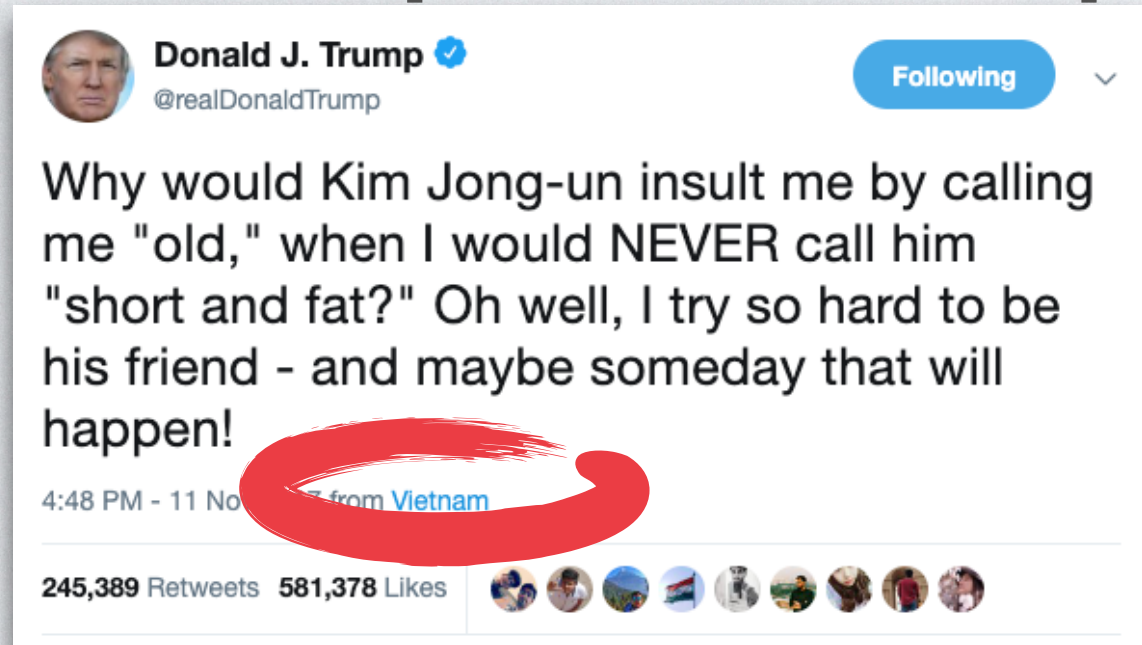 Donald J. Trump
@realDonaldTrump
Following
Why would Kim Jong-un insult me by calling
me "old," when I would NEVER call him
"short and fat?" Oh well, I try so hard to be
his friend - and maybe someday that will
happen!
4:48 PM - 11 from Vietnam
245,389 Retweets 581,378 Likes